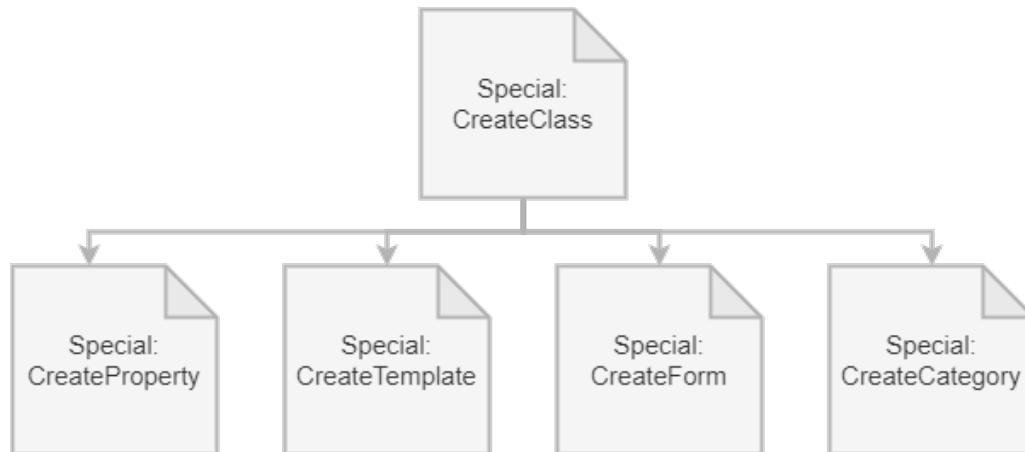 Special:
CreateClass
Special:
CreateProperty
Special:
CreateTemplate
Special:
CreateForm
Special:
CreateCategory